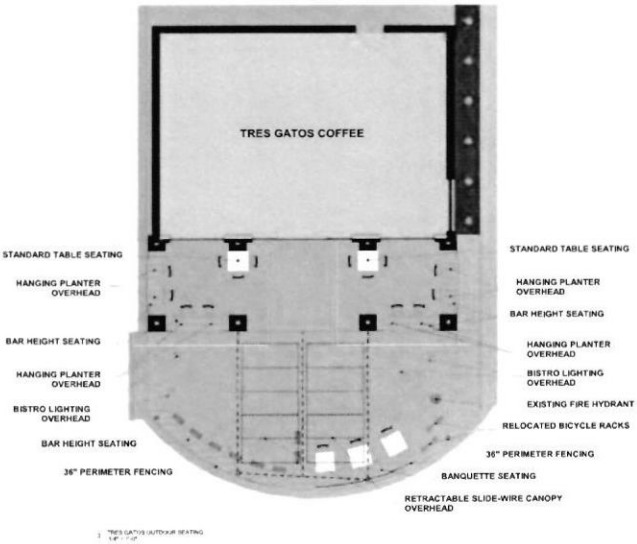 TRES GATOS COFFEE
STANDARD TABLE SEATING
HANGING PLANTER
OVERHEAD
BAR HEIGHT SEATING
HANGING PLANTER
OVERHEAD
BISTRO LIGHTING
OVERHEAD
BAR HEIGHT SEATING
36" PERIMETER FENCING
STANDARD TABLE SEATING
HANGING PLANTER
OVERHEAD
BAR HEIGHT SEATING
HANGING PLANTER
OVERHEAD
BISTRO LIGHTING
OVERHEAD
EXISTING FIRE HYDRANT
RELOCATED BICYCLE RACKS
36" PERIMETER FENCING
BANQUETTE SEATING
RETRACTABLE SLIDE-WIRE CANOPY
OVERHEAD
TRES GATOS OUTDOOR SEATING